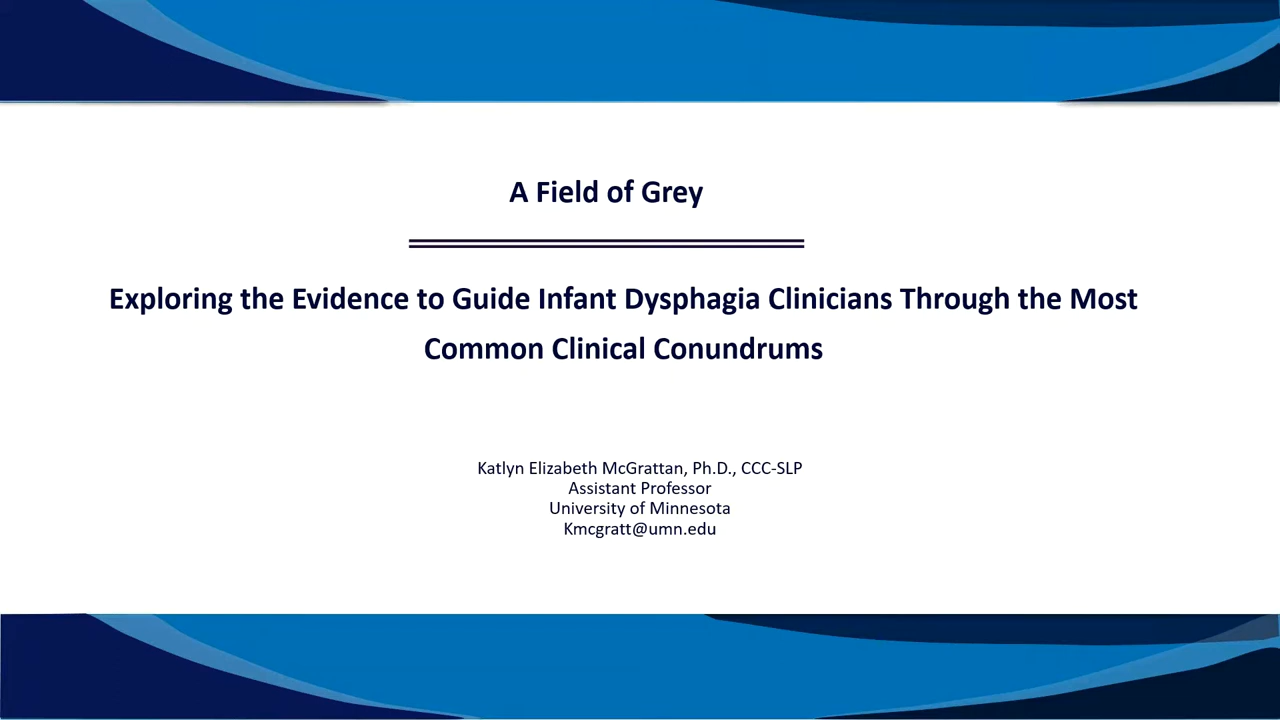 A Field of Grey
Exploring the Evidence to Guide Infant Dysphagia Clinicians Through the Most
Common Clinical Conundrums
Katlyn Elizabeth McGrattan, Ph.D., CCC-SLP
Assistant Professor
University of Minnesota
Kmcgratt@umn.edu